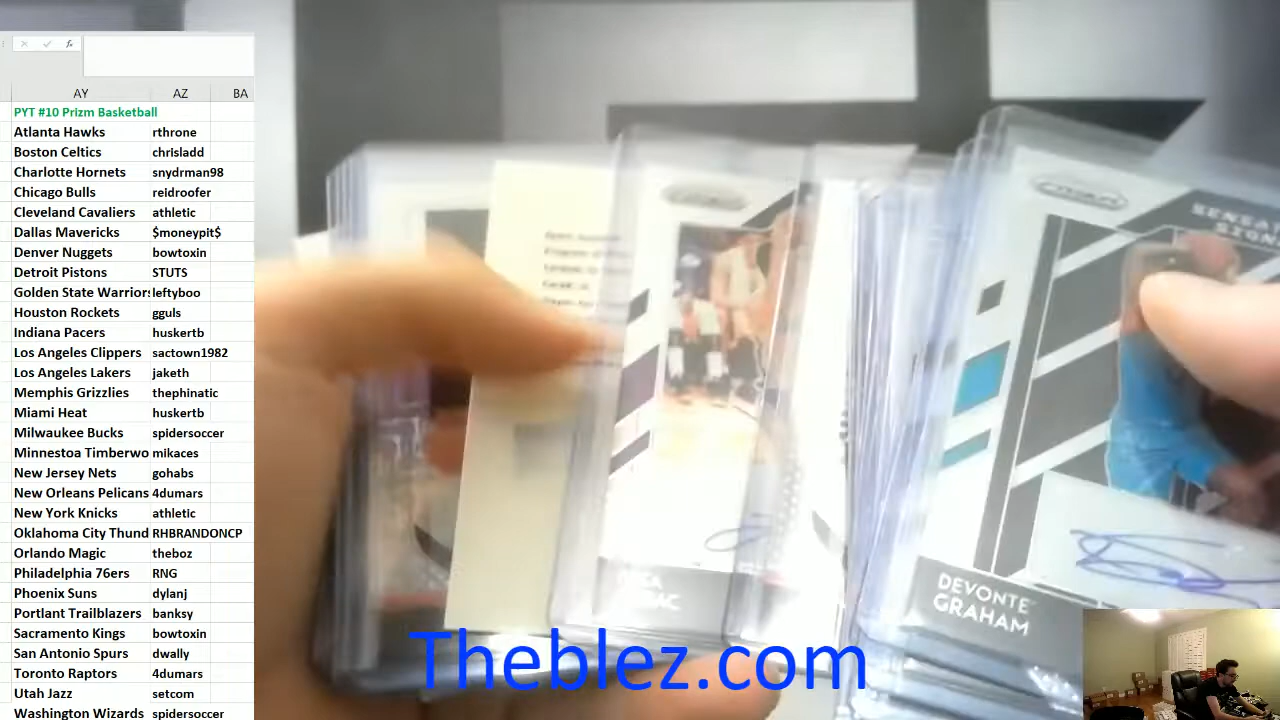 AY AZ BA
PYT #10 Prizm Basketball
Atlanta Hawks rthrone
Boston Celtics chrisladd
Charlotte Hornets snydrman98
Chicago Bulls reidroofer
Cleveland Cavaliers athletic
Dallas Mavericks $moneypit$
Denver Nuggets bowtoxin
Detroit Pistons STUTS
Golden State Warriors leftyboo
Houston Rockets gguls
Indiana Pacers huskertb
Los Angeles Clippers sactown1982
Los Angeles Lakers jaketh
Memphis Grizzlies thephinatic
Miami Heat huskertb
Milwaukee Bucks spidersoccer
Minnestoa Timberwo mikaces
New Jersey Nets gohabs
New Orleans Pelicans 4dumars
New York Knicks athletic
Oklahoma City Thund RHBRANDONCP
Orlando Magic theboz
Philadelphia 76ers RNG
Phoenix Suns dylanj
Portlant Trailblazers banksy
Sacramento Kings bowtoxin
San Antonio Spurs dwally
Toronto Raptors 4dumars
Utah Jazz setcom
Washington Wizards spidersoccer
DEVONTE
GRAHAM
Theblez.com